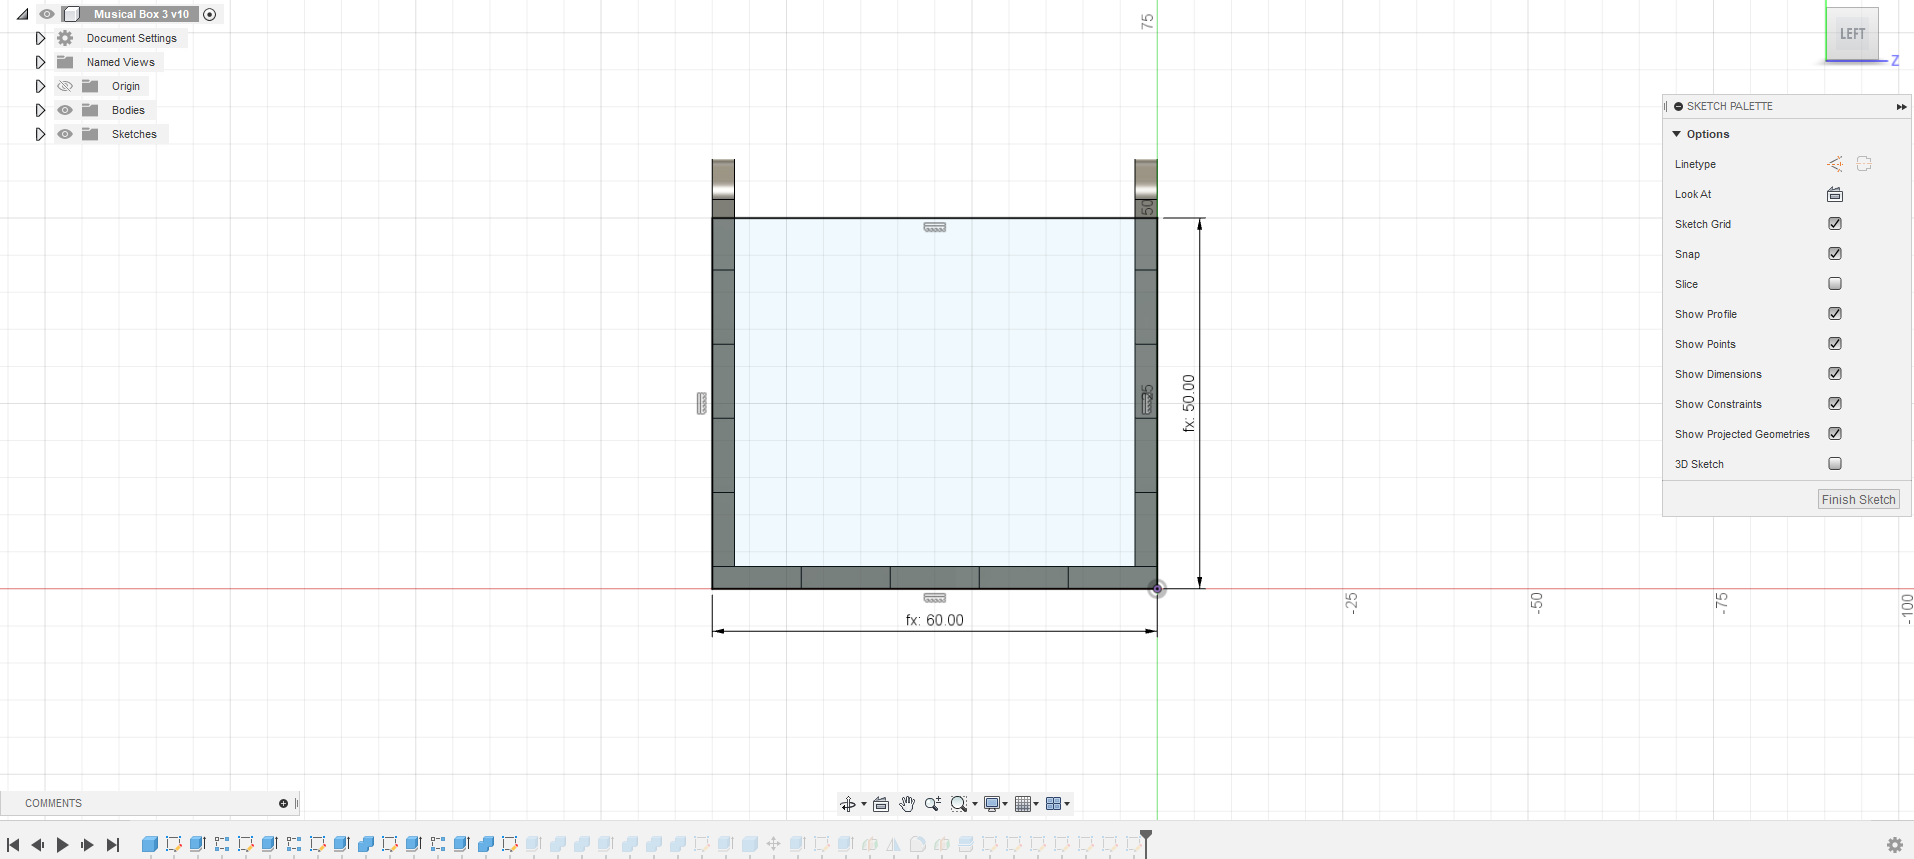 Musical Box 3 v10
Document Settings
Named Views
Origin
Bodies
Sketches
75
50
25
-25
-50
-75
-100
fx: 50.00
fx: 60.00
LEFT
Z
SKETCH PALETTE
Options
Linetype
Look At
Sketch Grid
Snap
Slice
Show Profile
Show Points
Show Dimensions
Show Constraints
Show Projected Geometries
3D Sketch
Finish Sketch
COMMENTS